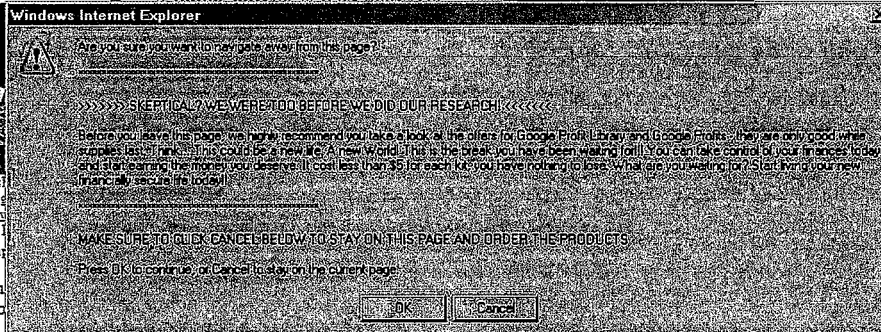 Windows Internet Explorer
Are you sure you want to navigate away from this page?
>>>>>>> SKEPTICAL? WE WERE TOO BEFORE WE DID OUR RESEARCH! <<<<<<<
Before you leave this page, we highly recommend you take a look at the offers for Google Profit Library and Google Profits - they are only good while
supplies last. Think... This could be a new life. A new World. This is the break you have been waiting for!!! You can take control of your finances today
and start earning the money you deserve. It cost less than $5 for each kit, you have nothing to lose. What are you waiting for? Start living your new
financially secure life today!!
MAKE SURE TO CLICK CANCEL BELOW TO STAY ON THIS PAGE AND ORDER THE PRODUCTS
Press OK to continue, or Cancel to stay on the current page.
OK Cancel